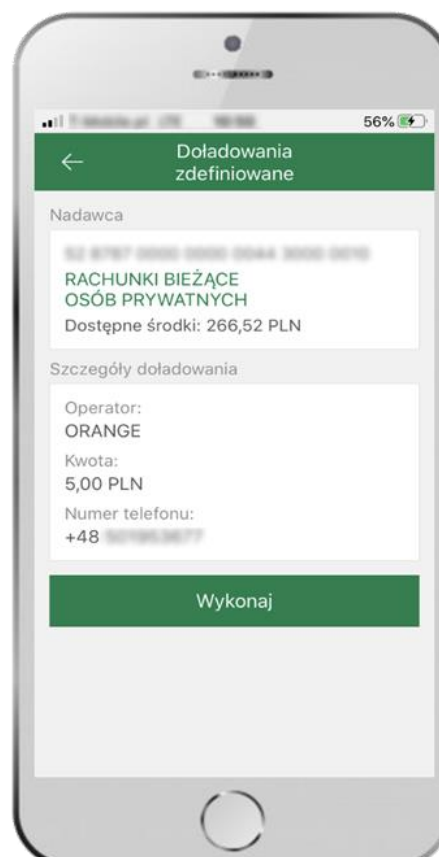 56%
Doładowania
zdefiniowane
Nadawca
RACHUNKI BIEŻĄCE
OSÓB PRYWATNYCH
Dostępne środki: 266,52 PLN
Szczegóły doładowania
Operator:
ORANGE
Kwota:
5,00 PLN
Numer telefonu:
+48
Wykonaj